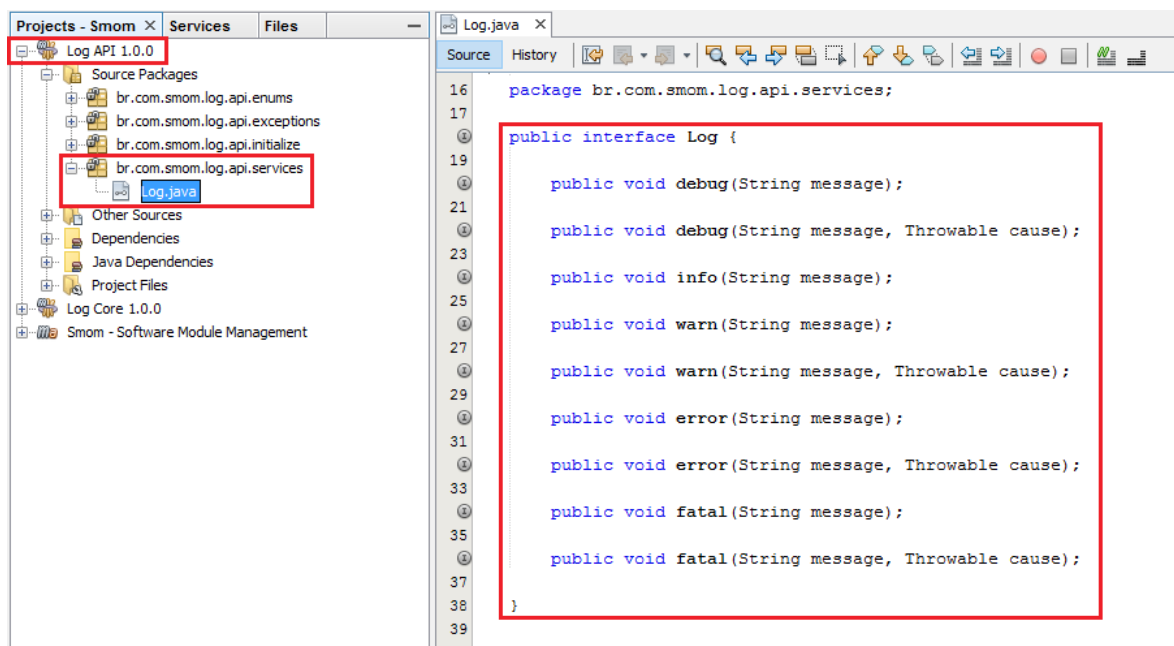 Projects - Smom × Services Files
Log API 1.0.0
Source Packages
br.com.smom.log.api.enums
br.com.smom.log.api.exceptions
br.com.smom.log.api.initialize
br.com.smom.log.api.services
Log.java
Other Sources
Dependencies
Java Dependencies
Project Files
Log Core 1.0.0
Smom - Software Module Management
Log.java ×
Source History
16 package br.com.smom.log.api.services;
17
public interface Log {
19
public void debug(String message);
21
public void debug(String message, Throwable cause);
23
public void info(String message);
25
public void warn(String message);
27
public void warn(String message, Throwable cause);
29
public void error(String message);
31
public void error(String message, Throwable cause);
33
public void fatal(String message);
35
public void fatal(String message, Throwable cause);
37
38 }
39